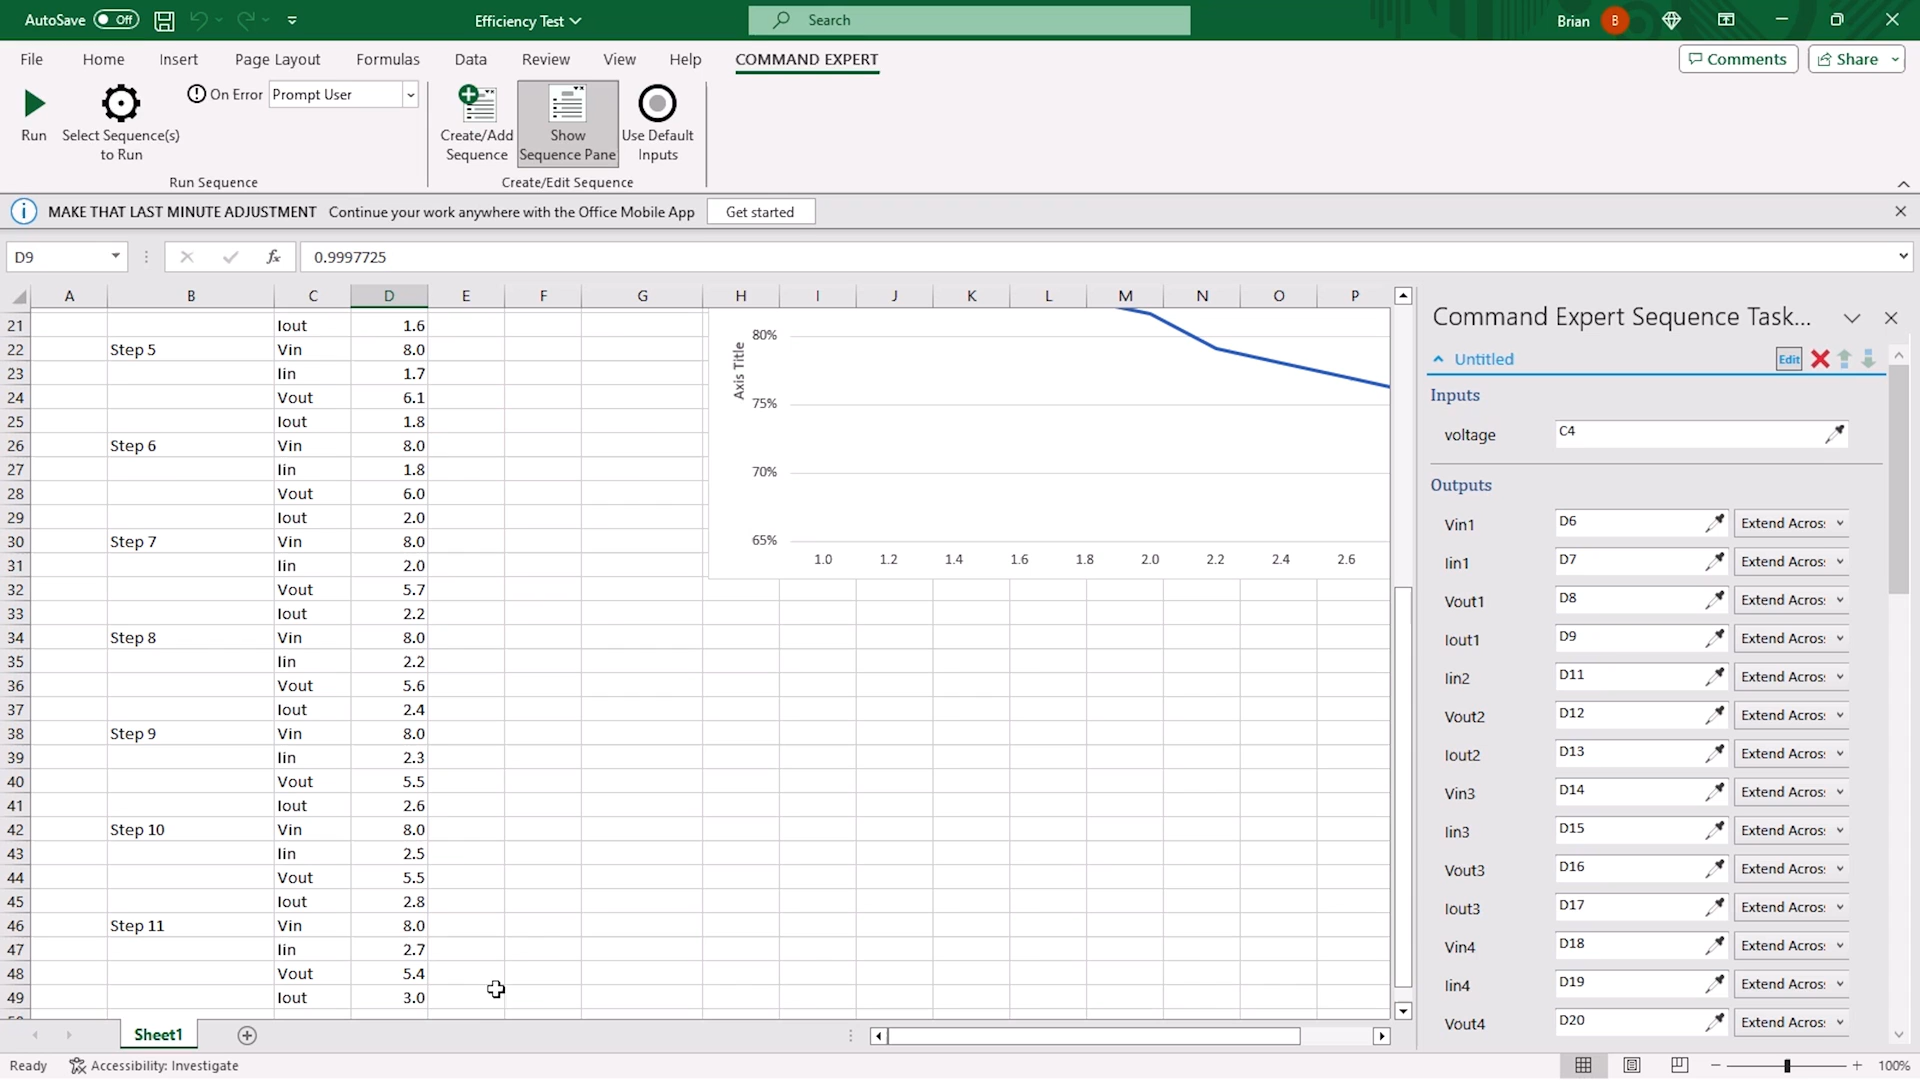 AutoSave Off Efficiency Test Search Brian B
File Home Insert Page Layout Formulas Data Review View Help COMMAND EXPERT Comments Share
On Error Prompt User
Run Select Sequence(s) to Run Create/Add Sequence Show Sequence Pane Use Default Inputs
Run Sequence Create/Edit Sequence
MAKE THAT LAST MINUTE ADJUSTMENT Continue your work anywhere with the Office Mobile App Get started
D9 fx 0.9997725
A B C D E F G H I J K L M N O P
21 Iout 1.6
22 Step 5 Vin 8.0
23 Iin 1.7
24 Vout 6.1
25 Iout 1.8
26 Step 6 Vin 8.0
27 Iin 1.8
28 Vout 6.0
29 Iout 2.0
30 Step 7 Vin 8.0
31 Iin 2.0
32 Vout 5.7
33 Iout 2.2
34 Step 8 Vin 8.0
35 Iin 2.2
36 Vout 5.6
37 Iout 2.4
38 Step 9 Vin 8.0
39 Iin 2.3
40 Vout 5.5
41 Iout 2.6
42 Step 10 Vin 8.0
43 Iin 2.5
44 Vout 5.5
45 Iout 2.8
46 Step 11 Vin 8.0
47 Iin 2.7
48 Vout 5.4
49 Iout 3.0
Axis Title
80%
75%
70%
65%
1.0 1.2 1.4 1.6 1.8 2.0 2.2 2.4 2.6
Command Expert Sequence Task...
Untitled Edit
Inputs
voltage C4
Outputs
Vin1 D6 Extend Acros
Iin1 D7 Extend Acros
Vout1 D8 Extend Acros
Iout1 D9 Extend Acros
Iin2 D11 Extend Acros
Vout2 D12 Extend Acros
Iout2 D13 Extend Acros
Vin3 D14 Extend Acros
Iin3 D15 Extend Acros
Vout3 D16 Extend Acros
Iout3 D17 Extend Acros
Vin4 D18 Extend Acros
Iin4 D19 Extend Acros
Vout4 D20 Extend Acros
Sheet1
Ready Accessibility: Investigate 100%